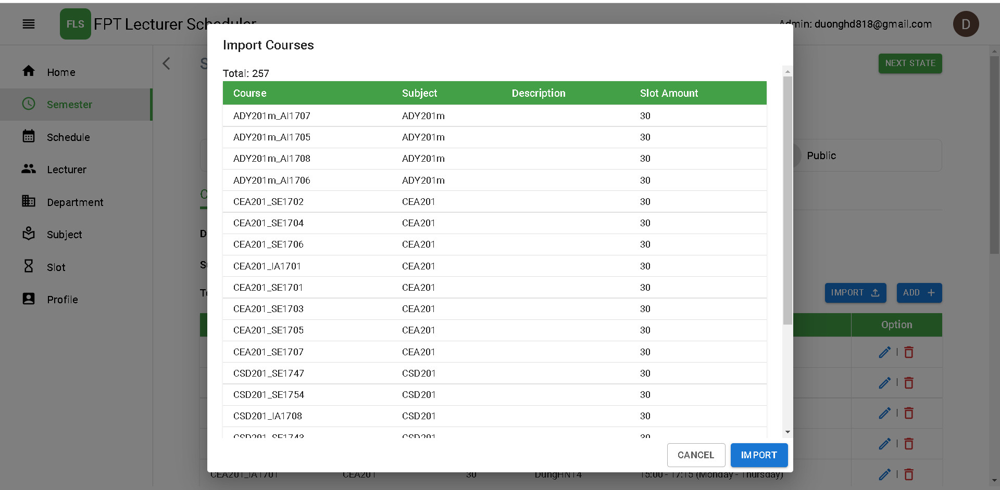 FLS FPT Lecturer Scheduler
Admin: duonghd818@gmail.com
D
Home
Semester
Schedule
Lecturer
Department
Subject
Slot
Profile
NEXT STATE
Public
IMPORT
ADD
Option
Import Courses
Total: 257
Course Subject Description Slot Amount
ADY201m_AI1707 ADY201m 30
ADY201m_AI1705 ADY201m 30
ADY201m_AI1708 ADY201m 30
ADY201m_AI1706 ADY201m 30
CEA201_SE1702 CEA201 30
CEA201_SE1704 CEA201 30
CEA201_SE1706 CEA201 30
CEA201_IA1701 CEA201 30
CEA201_SE1701 CEA201 30
CEA201_SE1703 CEA201 30
CEA201_SE1705 CEA201 30
CEA201_SE1707 CEA201 30
CSD201_SE1747 CSD201 30
CSD201_SE1754 CSD201 30
CSD201_IA1708 CSD201 30
CSD201_SE1743 CSD201 30
CANCEL IMPORT
CEA201_IA1701 CEA201 30 DungHNT4 15:00 - 17:15 (Monday - Thursday)